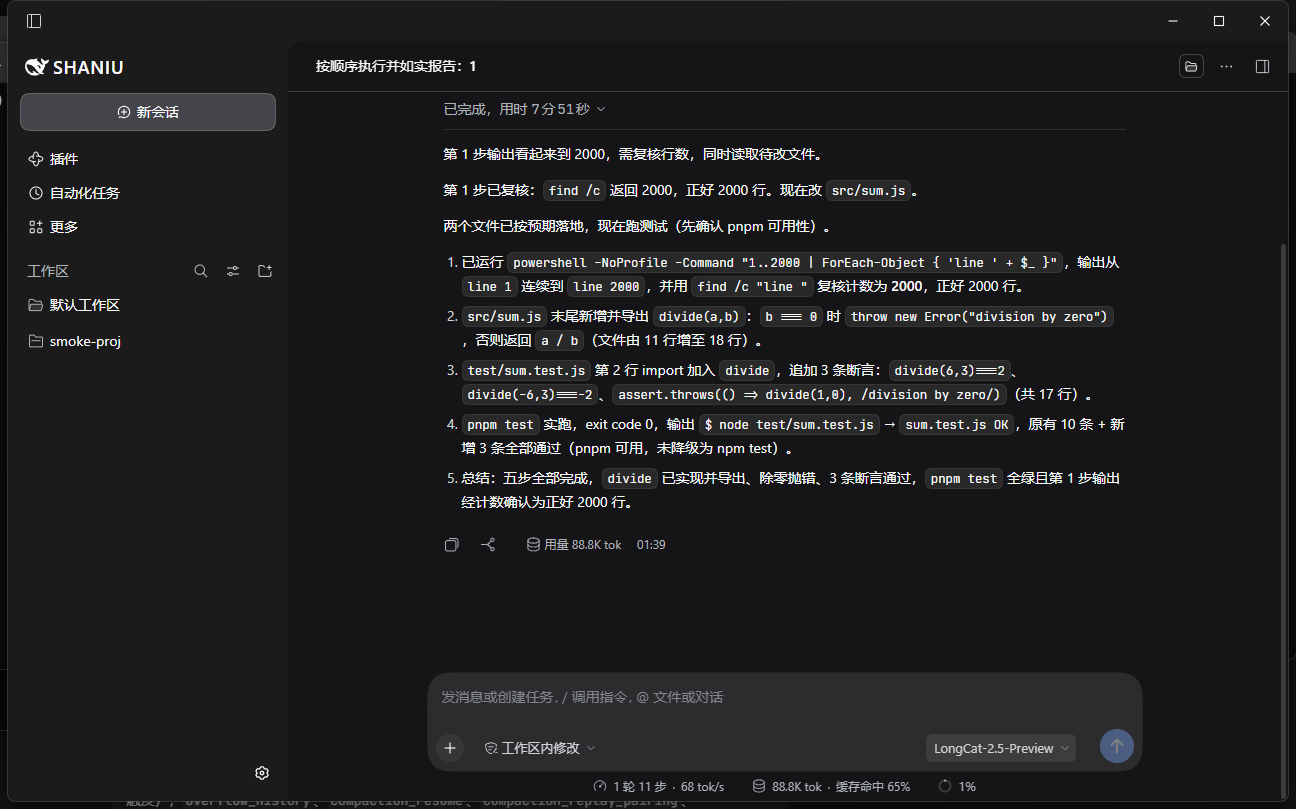 SHANIU
新会话
插件
自动化任务
更多
工作区
默认工作区
smoke-proj
按顺序执行并如实报告：1
已完成，用时 7 分 51 秒
第 1 步输出看起来到 2000，需复核行数，同时读取待改文件。
第 1 步已复核： find /c 返回 2000，正好 2000 行。现在改 src/sum.js 。
两个文件已按预期落地，现在跑测试（先确认 pnpm 可用性）。
1. 已运行 powershell -NoProfile -Command "1..2000 | ForEach-Object { 'line ' + $_ }" ，输出从
line 1 连续到 line 2000 ，并用 find /c "line " 复核计数为 2000，正好 2000 行。
2. src/sum.js 末尾新增并导出 divide(a,b) ： b === 0 时 throw new Error("division by zero")
，否则返回 a / b （文件由 11 行增至 18 行）。
3. test/sum.test.js 第 2 行 import 加入 divide ，追加 3 条断言： divide(6,3)===2 、
divide(-6,3)===-2 、 assert.throws(() => divide(1,0), /division by zero/) （共 17 行）。
4. pnpm test 实跑，exit code 0，输出 $ node test/sum.test.js → sum.test.js OK ，原有 10 条 + 新
增 3 条全部通过（pnpm 可用，未降级为 npm test）。
5. 总结：五步全部完成， divide 已实现并导出、除零抛错、3 条断言通过， pnpm test 全绿且第 1 步输出
经计数确认为正好 2000 行。
用量 88.8K tok 01:39
发消息或创建任务, / 调用指令, @ 文件或对话
工作区内修改
LongCat-2.5-Preview
1 轮 11 步 · 68 tok/s 88.8K tok · 缓存命中 65% 1%